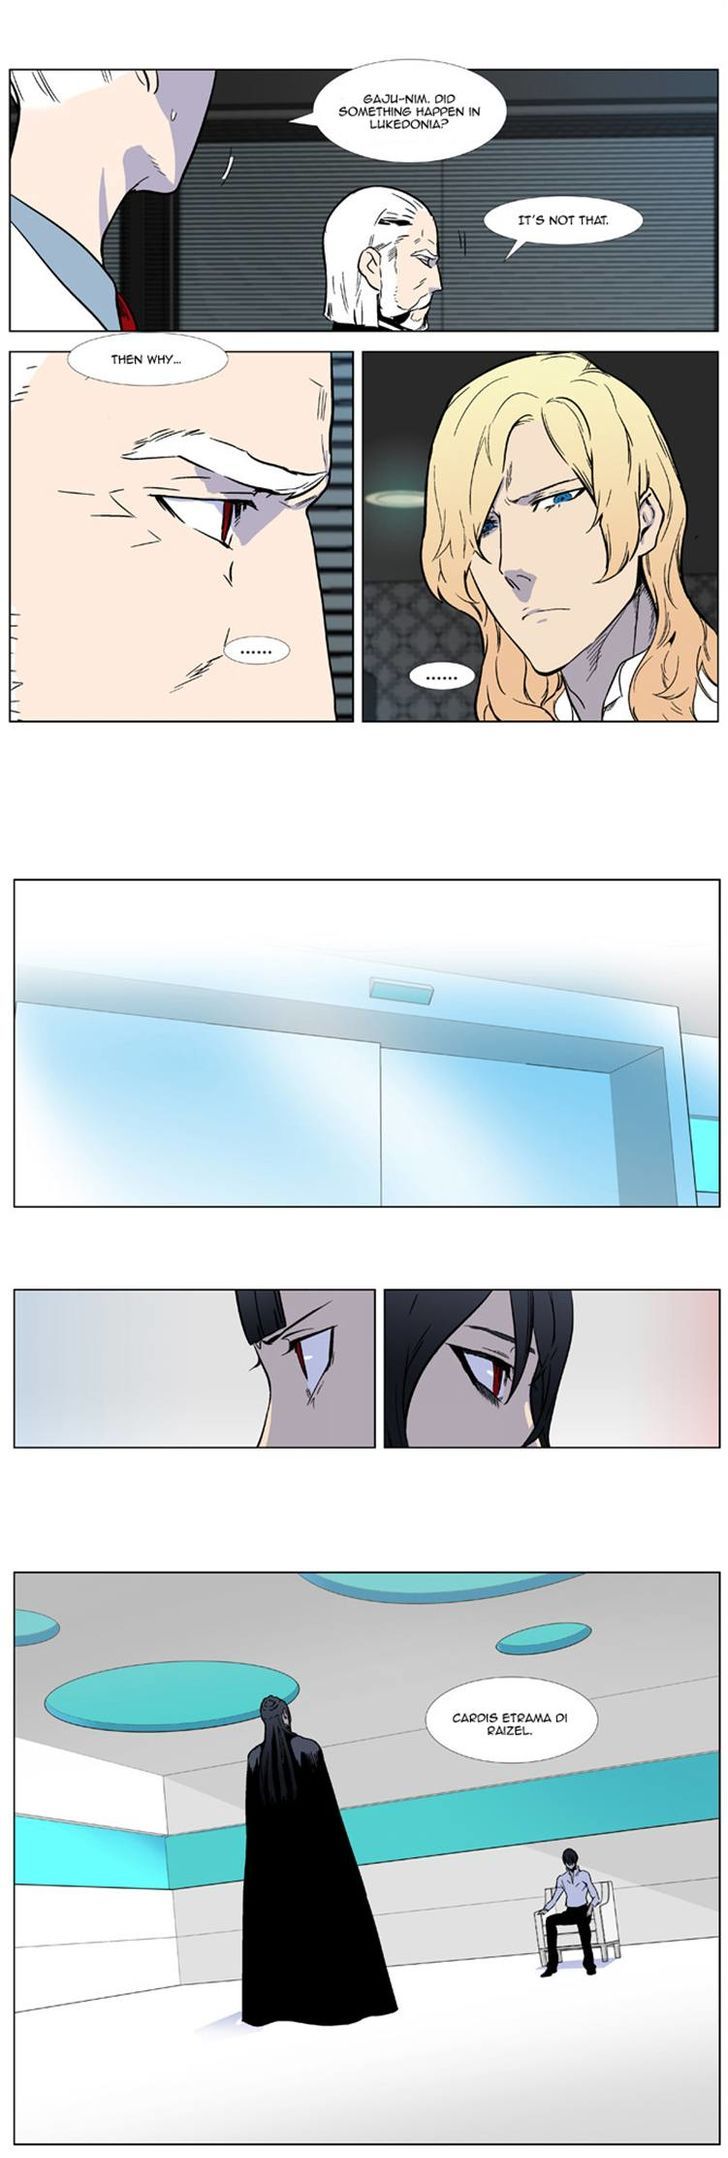 GAJU-NIM. DID
SOMETHING HAPPEN IN
LUKEDONIA?
IT'S NOT THAT.
THEN WHY...
......
......
CARDIS ETRAMA DI
RAIZEL.